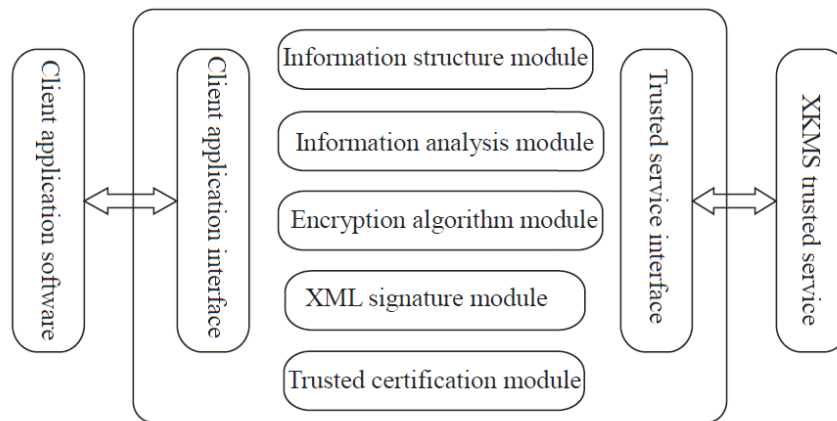 Client application software
Client application interface
Information structure module
Information analysis module
Encryption algorithm module
XML signature module
Trusted certification module
Trusted service interface
XKMS trusted service